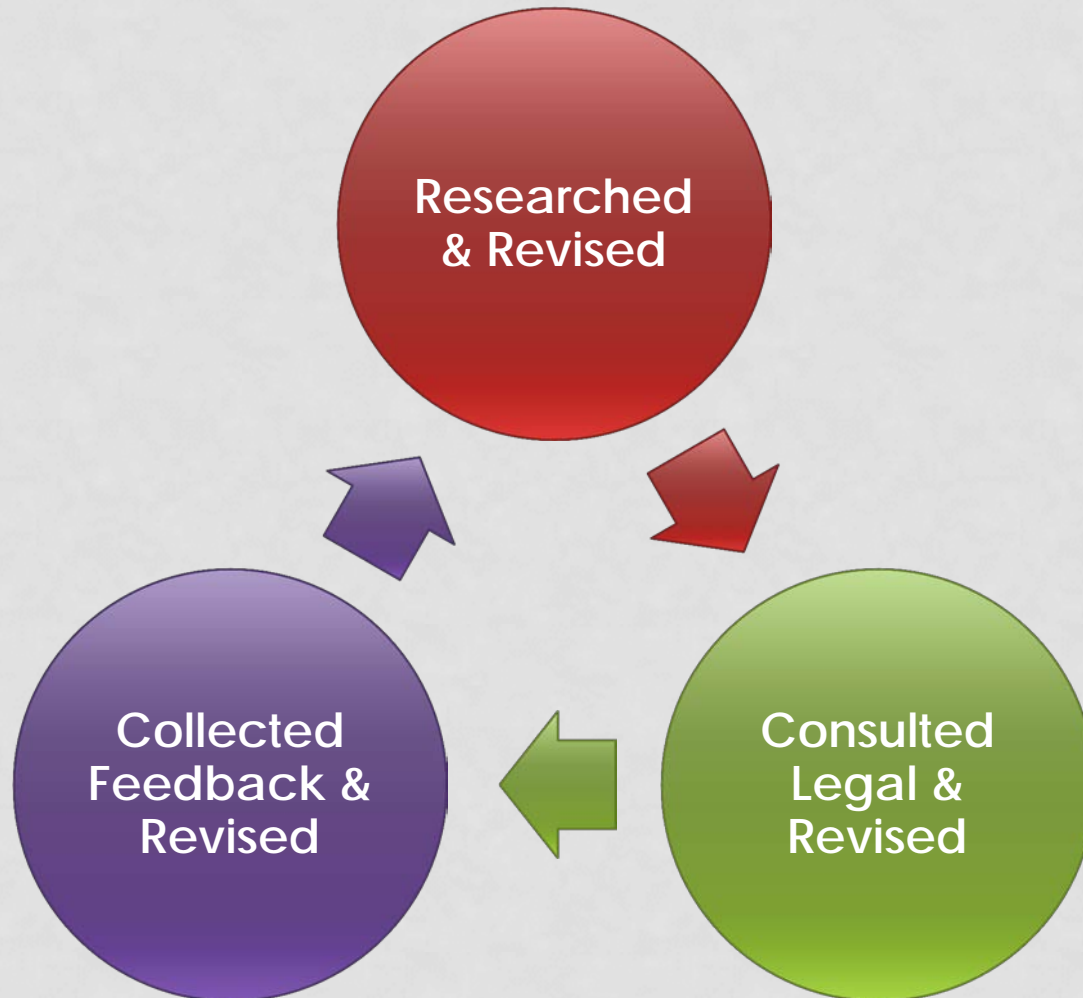 Researched
& Revised
Consulted
Legal &
Revised
Collected
Feedback &
Revised